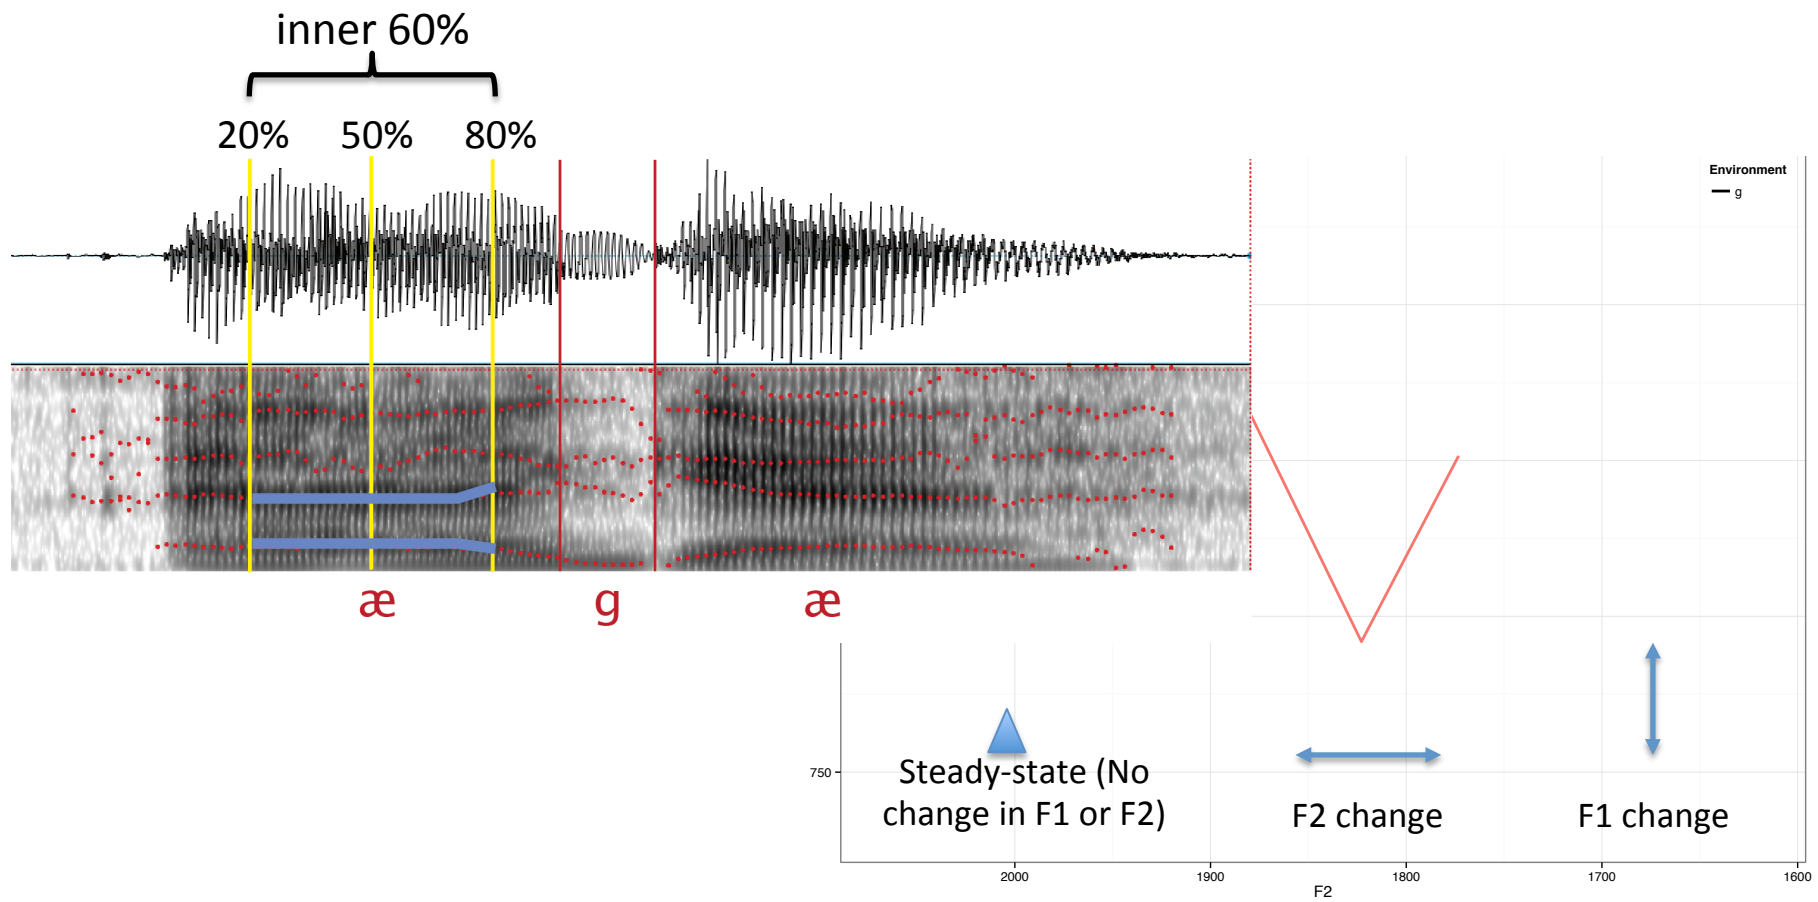 inner 60%
20% 50% 80%
Environment
g
æ g æ
750
Steady-state (No
change in F1 or F2)
F2 change
F1 change
2000 1900 1800 1700 1600
F2